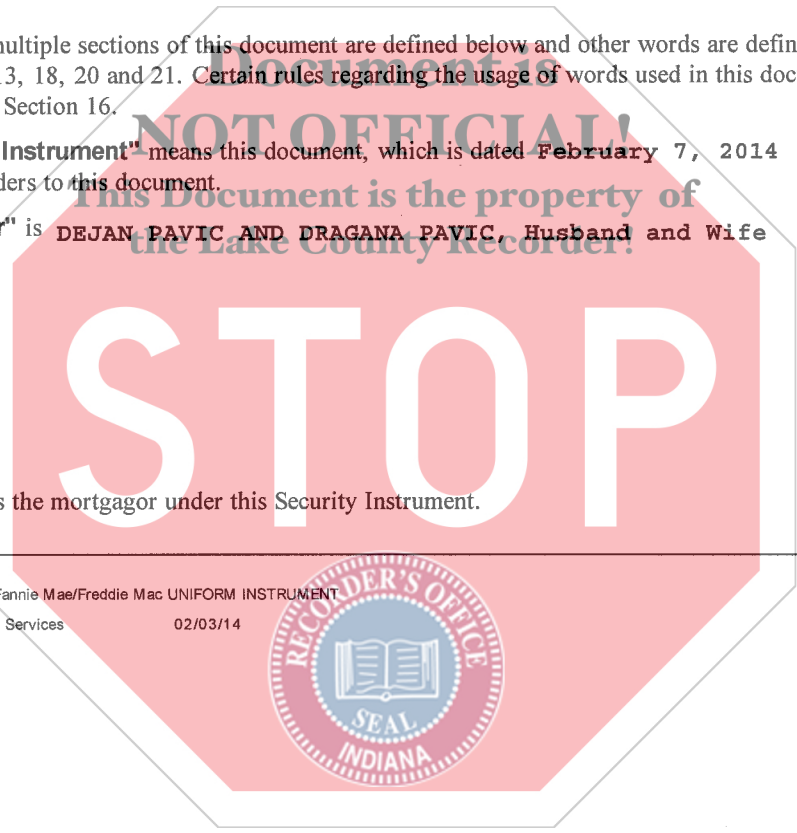 multiple sections of this document are defined below and other words are defin
13, 18, 20 and 21. Certain rules regarding the usage of words used in this doc
Section 16.
Document is
NOT OFFICIAL!
This Document is the property of
the Lake County Recorder!
Instrument" means this document, which is dated February 7, 2014
ders to this document.
r" is DEJAN PAVIC AND DRAGANA PAVIC, Husband and Wife
STOP
s the mortgagor under this Security Instrument.
Fannie Mae/Freddie Mac UNIFORM INSTRUMENT
Services 02/03/14
RECORDER'S OFFICE
SEAL
INDIANA